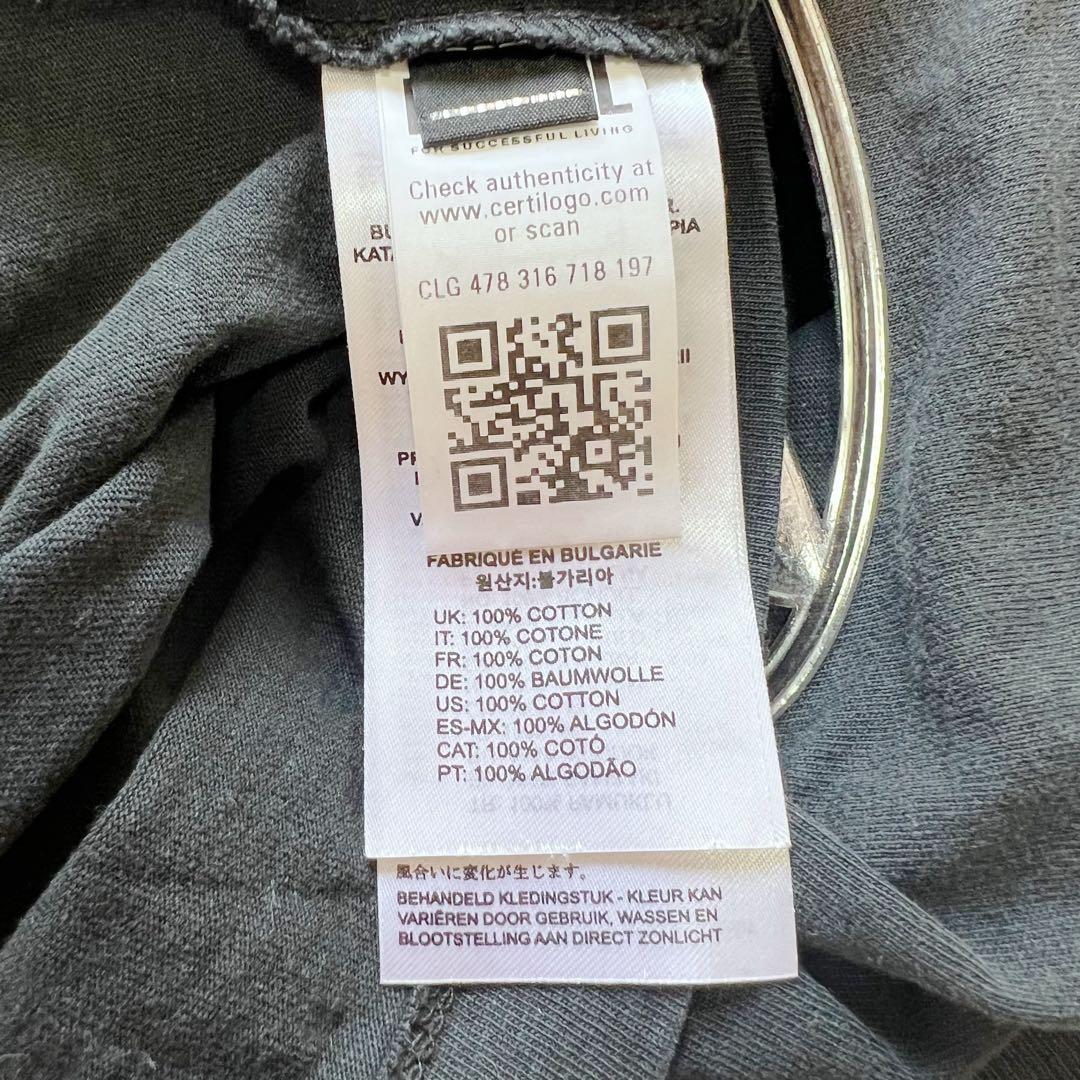 FOR SUCCESSFUL LIVING
Check authenticity at
www.certilogo.com
or scan
CLG 478 316 718 197
FABRIQUÉ EN BULGARIE
원산지:불가리아
UK: 100% COTTON
IT: 100% COTONE
FR: 100% COTON
DE: 100% BAUMWOLLE
US: 100% COTTON
ES-MX: 100% ALGODÓN
CAT: 100% COTÓ
PT: 100% ALGODÃO
風合いに変化が生じます。
BEHANDELD KLEDINGSTUK - KLEUR KAN
VARIËREN DOOR GEBRUIK, WASSEN EN
BLOOTSTELLING AAN DIRECT ZONLICHT